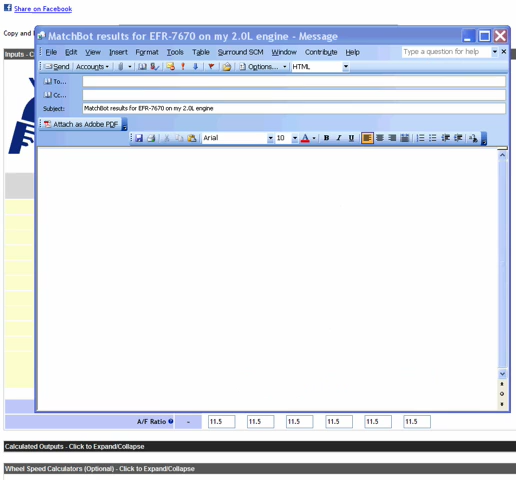 Share on Facebook
Copy and
MatchBot results for EFR-7670 on my 2.0L engine - Message
Inputs - C
File Edit View Insert Format Tools Table Surround SCM Window Contribute Help Type a question for help
Send Accounts Options... HTML
To...
Cc...
Subject: MatchBot results for EFR-7670 on my 2.0L engine
Attach as Adobe PDF
Arial 10 A B I U
A/F Ratio - 11.5 11.5 11.5 11.5 11.5 11.5
Calculated Outputs - Click to Expand/Collapse
Wheel Speed Calculators (Optional) - Click to Expand/Collapse